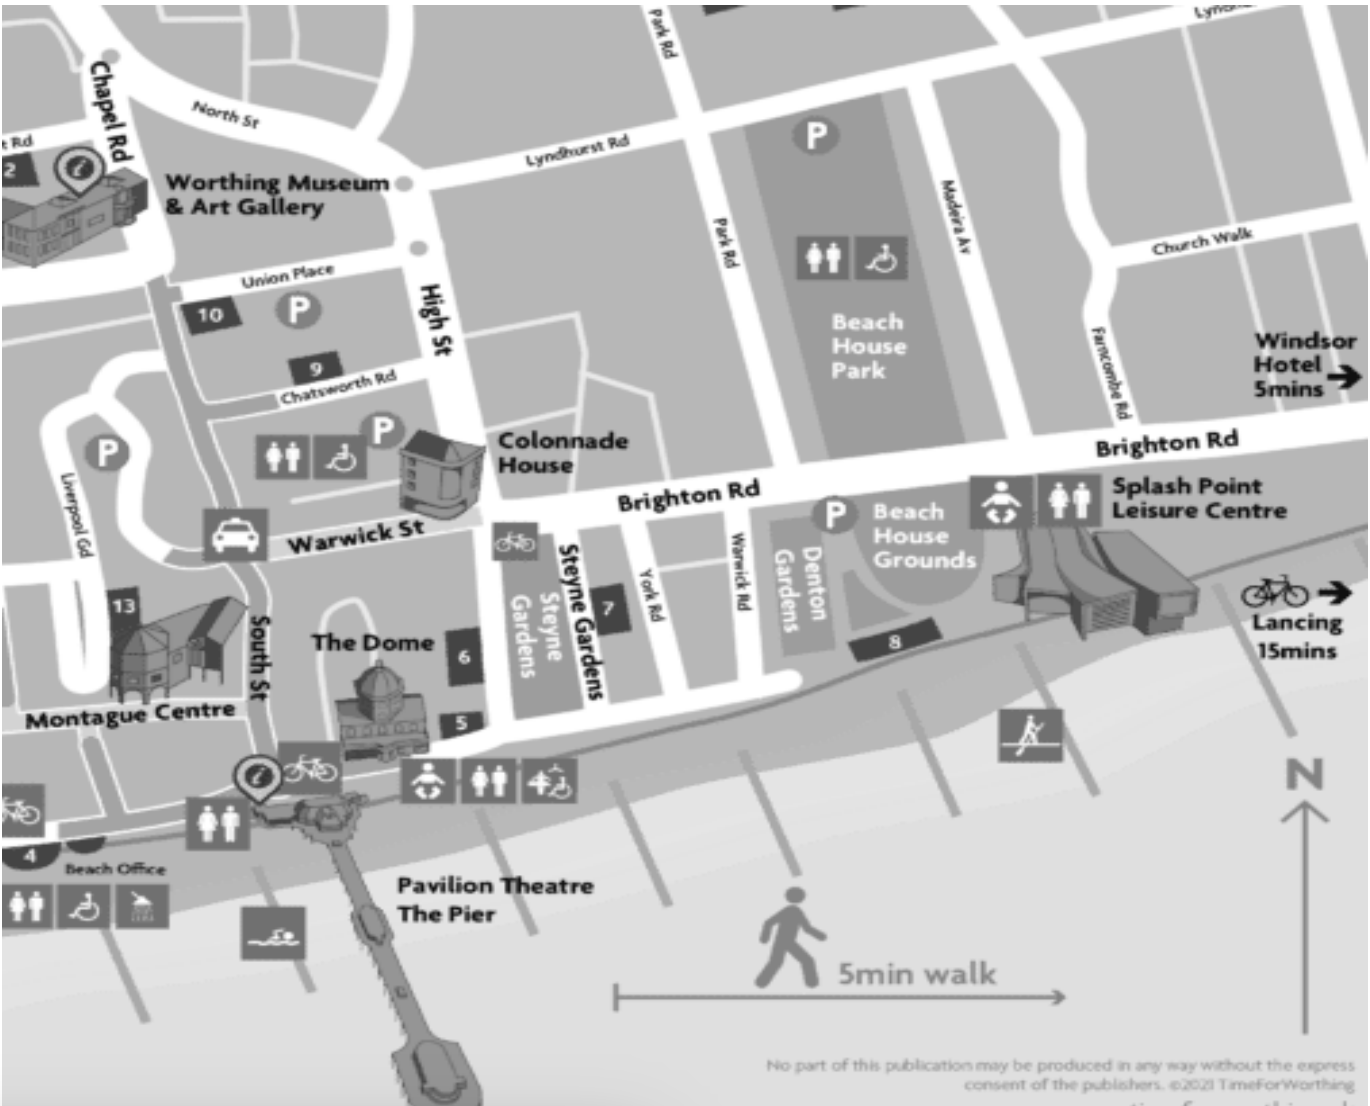 Park Rd
Lyndh
Chapel Rd
North St
t Rd
2
Worthing Museum
& Art Gallery
Lyndhurst Rd
P
Madeira Av
Park Rd
Church Walk
Union Place
10
P
High St
Beach
House
Park
Farncombe Rd
Windsor
Hotel
5mins
9
Chatsworth Rd
P
P
Colonnade
House
Brighton Rd
Brighton Rd
Liverpool Gd
Splash Point
Leisure Centre
P
Beach
House
Grounds
Warwick St
Steyne Gardens
Steyne
Gardens
7
York Rd
Warwick Rd
Denton
Gardens
8
Lancing
15mins
13
South St
The Dome
6
Montague Centre
5
N
4
Beach Office
Pavilion Theatre
The Pier
5min walk
No part of this publication may be produced in any way without the express
consent of the publishers. ©2021 TimeForWorthing